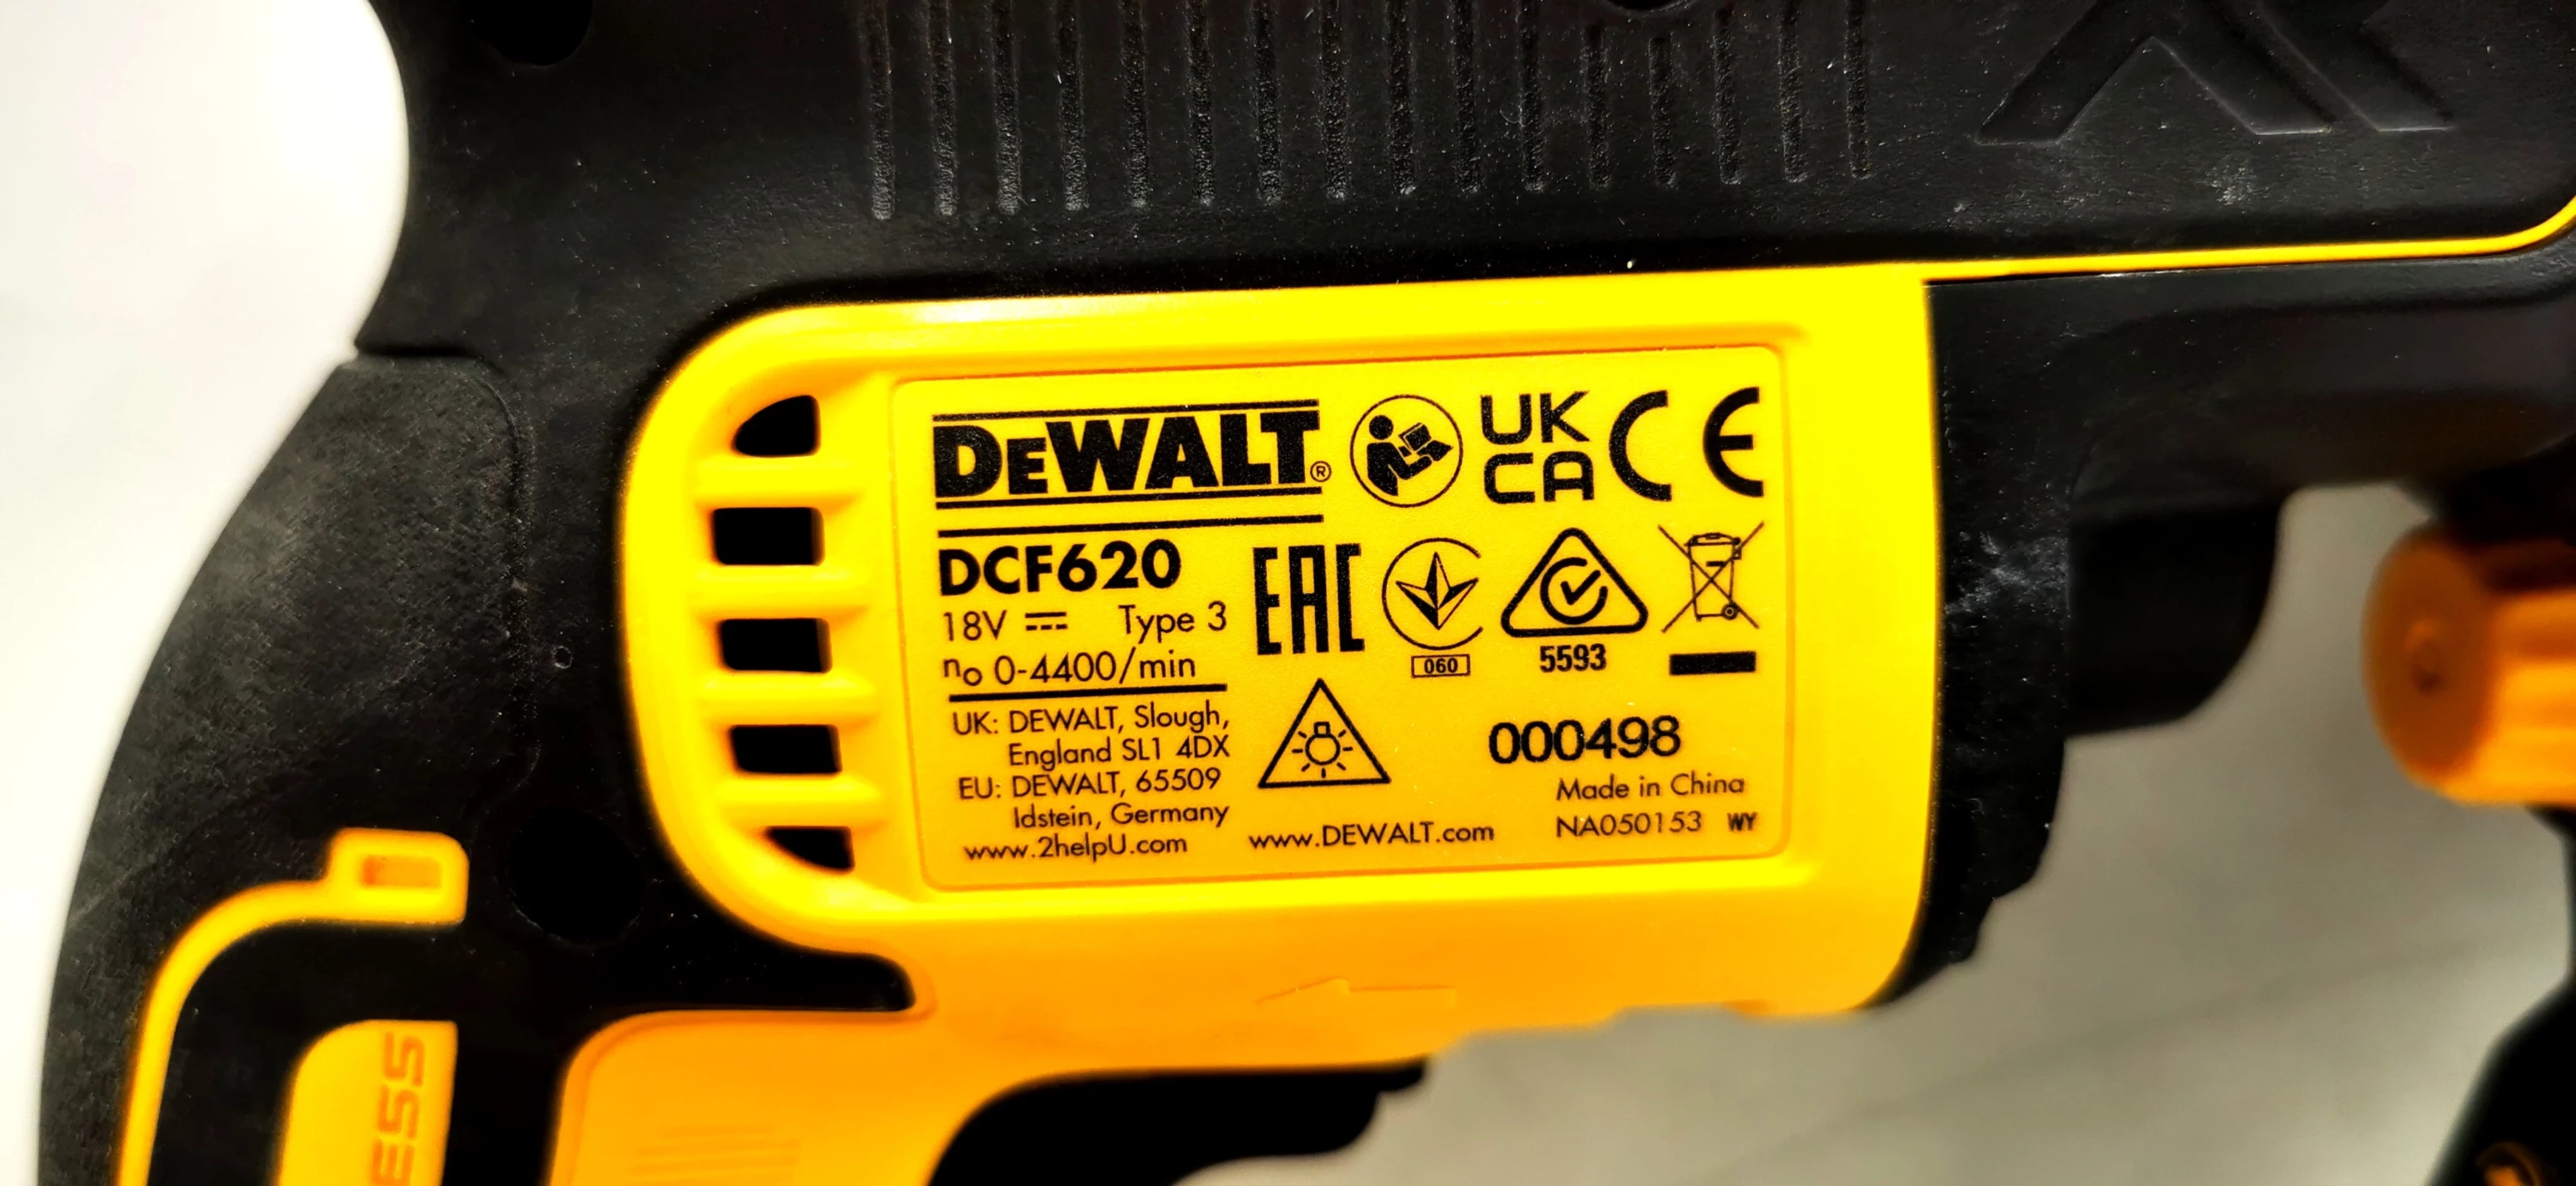 DEWALT®
UK
CA CE
DCF620
18V Type 3
n₀ 0-4400/min
EAC
060
5593
UK: DEWALT, Slough,
England SL1 4DX
EU: DEWALT, 65509
Idstein, Germany
www.2helpU.com
www.DEWALT.com
000498
Made in China
NA050153 WY
XR
ESS